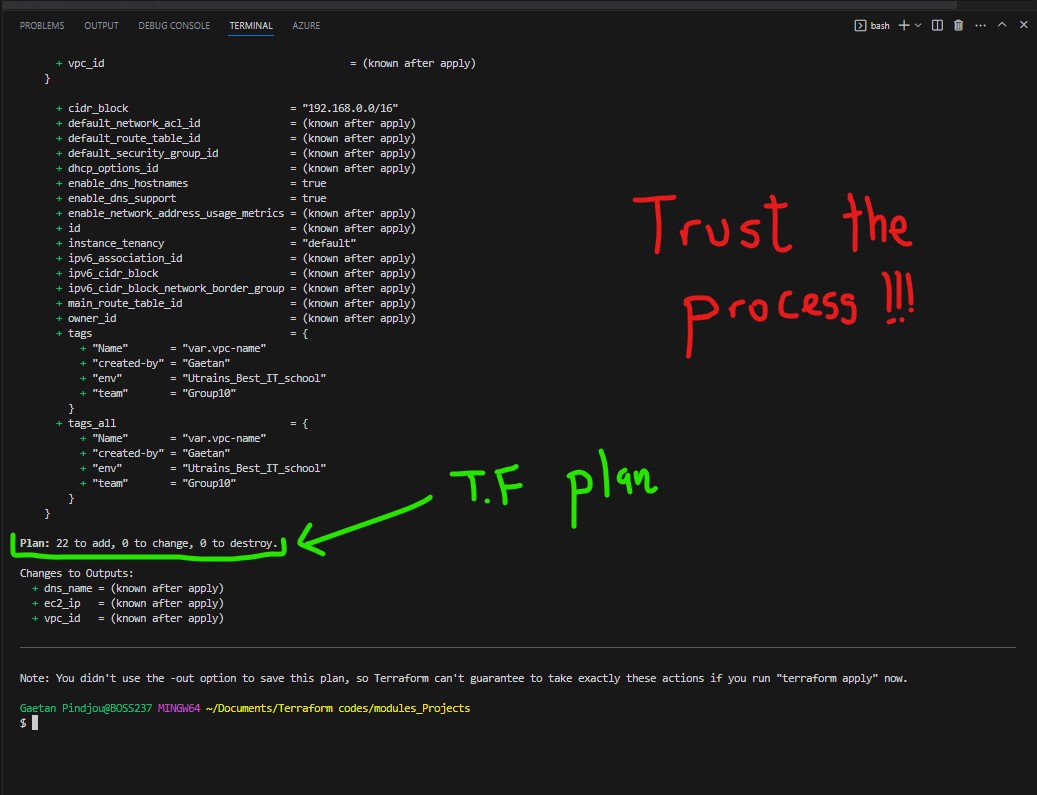 PROBLEMS OUTPUT DEBUG CONSOLE TERMINAL AZURE bash
+ vpc_id = (known after apply)
}
+ cidr_block = "192.168.0.0/16"
+ default_network_acl_id = (known after apply)
+ default_route_table_id = (known after apply)
+ default_security_group_id = (known after apply)
+ dhcp_options_id = (known after apply)
+ enable_dns_hostnames = true
+ enable_dns_support = true
+ enable_network_address_usage_metrics = (known after apply)
+ id = (known after apply)
+ instance_tenancy = "default"
+ ipv6_association_id = (known after apply)
+ ipv6_cidr_block = (known after apply)
+ ipv6_cidr_block_network_border_group = (known after apply)
+ main_route_table_id = (known after apply)
+ owner_id = (known after apply)
+ tags = {
+ "Name" = "var.vpc-name"
+ "created-by" = "Gaetan"
+ "env" = "Utrains_Best_IT_school"
+ "team" = "Group10"
}
+ tags_all = {
+ "Name" = "var.vpc-name"
+ "created-by" = "Gaetan"
+ "env" = "Utrains_Best_IT_school"
+ "team" = "Group10"
}
}
Trust the
process !!!
T.F plan
Plan: 22 to add, 0 to change, 0 to destroy.
Changes to Outputs:
+ dns_name = (known after apply)
+ ec2_ip = (known after apply)
+ vpc_id = (known after apply)
Note: You didn't use the -out option to save this plan, so Terraform can't guarantee to take exactly these actions if you run "terraform apply" now.
Gaetan Pindjou@BOSS237 MINGW64 ~/Documents/Terraform codes/modules_Projects
$